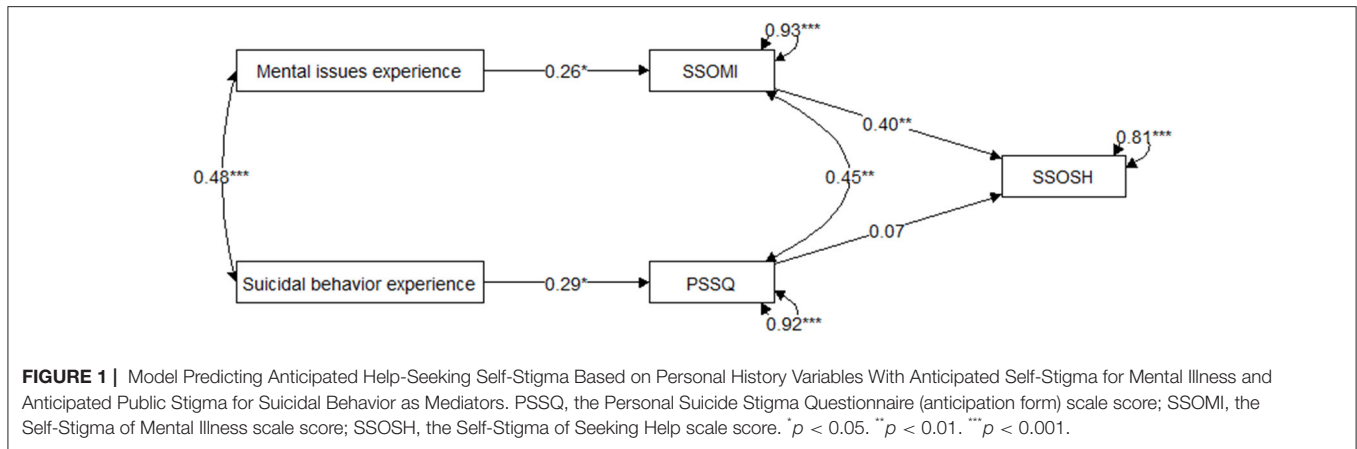 0.93***
Mental issues experience
0.26*
SSOMI
0.40**
0.81***
0.48***
0.45**
SSOSH
0.07
Suicidal behavior experience
0.29*
PSSQ
0.92***
FIGURE 1 | Model Predicting Anticipated Help-Seeking Self-Stigma Based on Personal History Variables With Anticipated Self-Stigma for Mental Illness and
Anticipated Public Stigma for Suicidal Behavior as Mediators. PSSQ, the Personal Suicide Stigma Questionnaire (anticipation form) scale score; SSOMI, the
Self-Stigma of Mental Illness scale score; SSOSH, the Self-Stigma of Seeking Help scale score. *p < 0.05. **p < 0.01. ***p < 0.001.